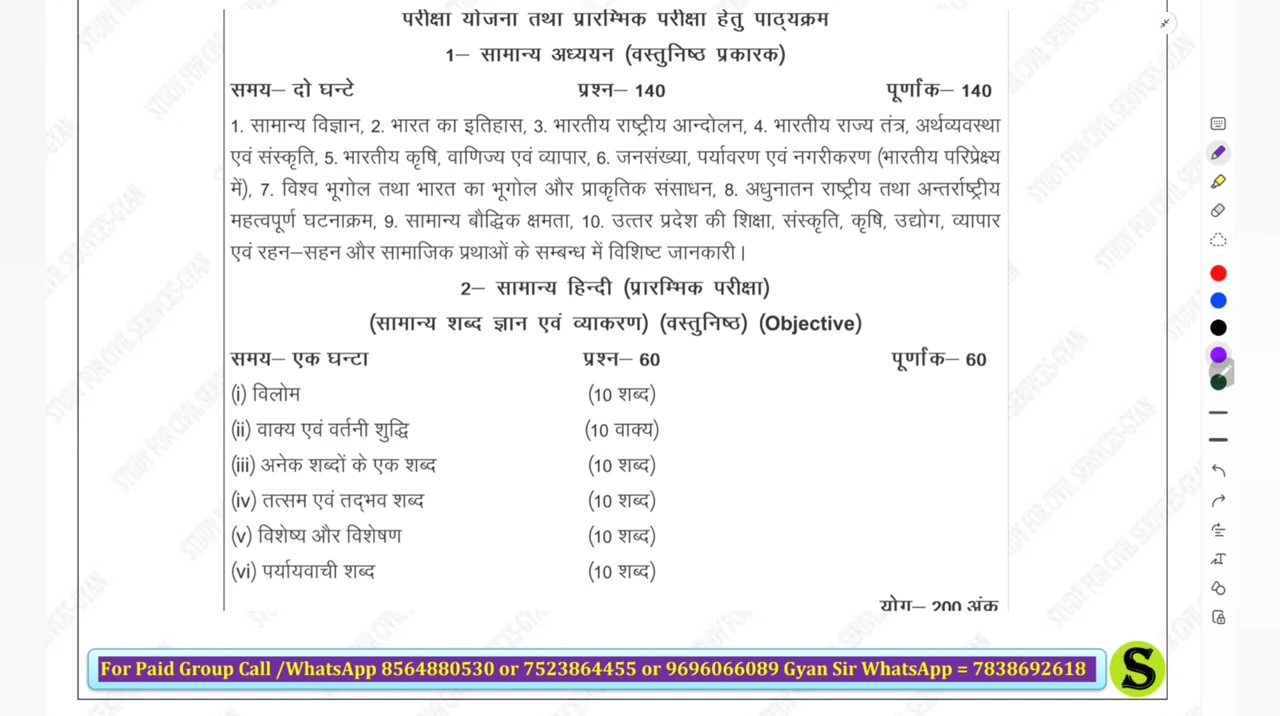 परीक्षा योजना तथा प्रारम्भिक परीक्षा हेतु पाठ्यक्रम
1– सामान्य अध्ययन (वस्तुनिष्ठ प्रकारक)
समय– दो घन्टे प्रश्न– 140 पूर्णांक– 140
1. सामान्य विज्ञान, 2. भारत का इतिहास, 3. भारतीय राष्ट्रीय आन्दोलन, 4. भारतीय राज्य तंत्र, अर्थव्यवस्था
एवं संस्कृति, 5. भारतीय कृषि, वाणिज्य एवं व्यापार, 6. जनसंख्या, पर्यावरण एवं नगरीकरण (भारतीय परिप्रेक्ष्य
में), 7. विश्व भूगोल तथा भारत का भूगोल और प्राकृतिक संसाधन, 8. अधुनातन राष्ट्रीय तथा अन्तर्राष्ट्रीय
महत्वपूर्ण घटनाक्रम, 9. सामान्य बौद्धिक क्षमता, 10. उत्तर प्रदेश की शिक्षा, संस्कृति, कृषि, उद्योग, व्यापार
एवं रहन–सहन और सामाजिक प्रथाओं के सम्बन्ध में विशिष्ट जानकारी।
2– सामान्य हिन्दी (प्रारम्भिक परीक्षा)
(सामान्य शब्द ज्ञान एवं व्याकरण) (वस्तुनिष्ठ) (Objective)
समय– एक घन्टा प्रश्न– 60 पूर्णांक– 60
(i) विलोम (10 शब्द)
(ii) वाक्य एवं वर्तनी शुद्धि (10 वाक्य)
(iii) अनेक शब्दों के एक शब्द (10 शब्द)
(iv) तत्सम एवं तद्भव शब्द (10 शब्द)
(v) विशेष्य और विशेषण (10 शब्द)
(vi) पर्यायवाची शब्द (10 शब्द)
योग– 200 अंक
For Paid Group Call /WhatsApp 8564880530 or 7523864455 or 9696066089 Gyan Sir WhatsApp = 7838692618
S
STUDY FOR CIVIL SERVICES-GYAN